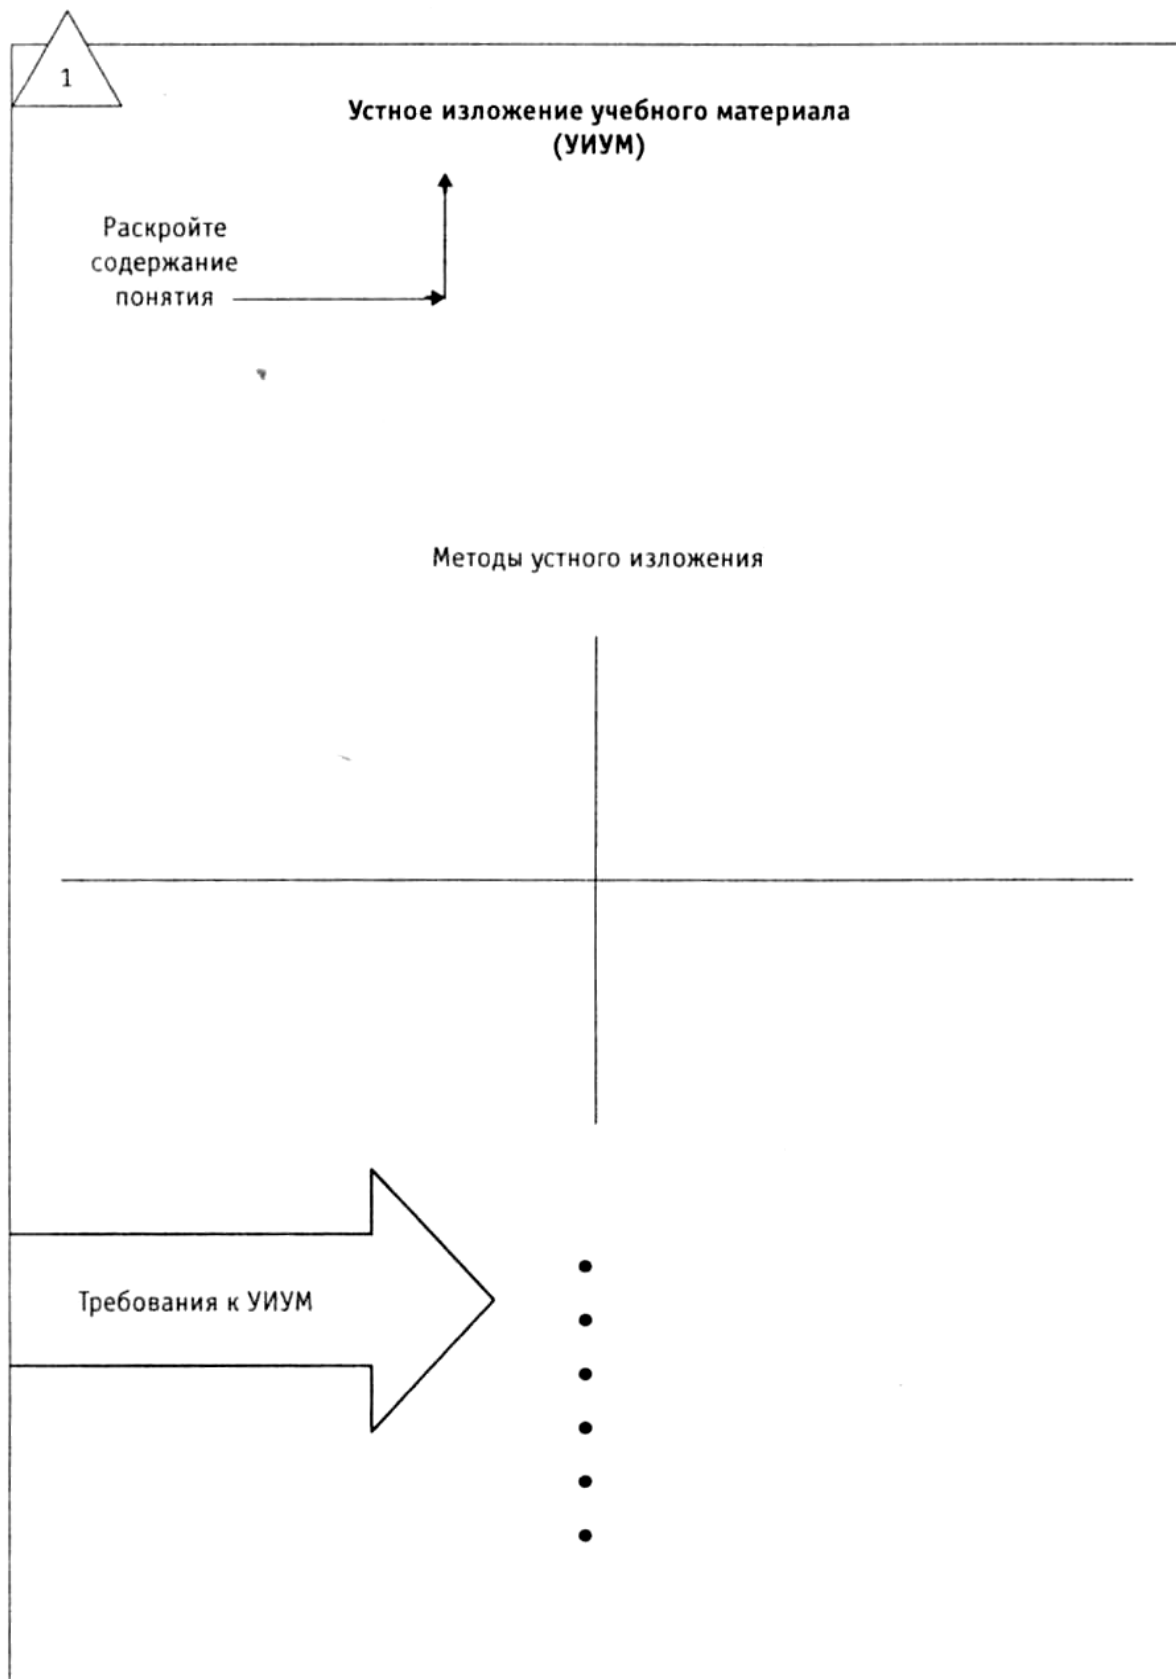 1
Устное изложение учебного материала
(УИУМ)
Раскройте
содержание
понятия
Методы устного изложения
Требования к УИУМ